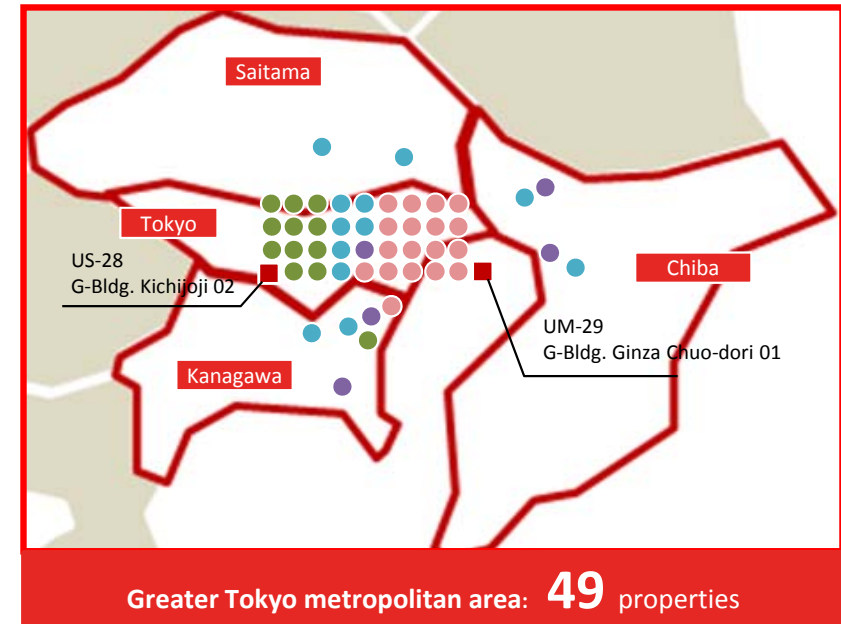 Saitama
Tokyo
US-28
G-Bldg. Kichijoji 02
Chiba
UM-29
G-Bldg. Ginza Chuo-dori 01
Kanagawa
Greater Tokyo metropolitan area: 49 properties